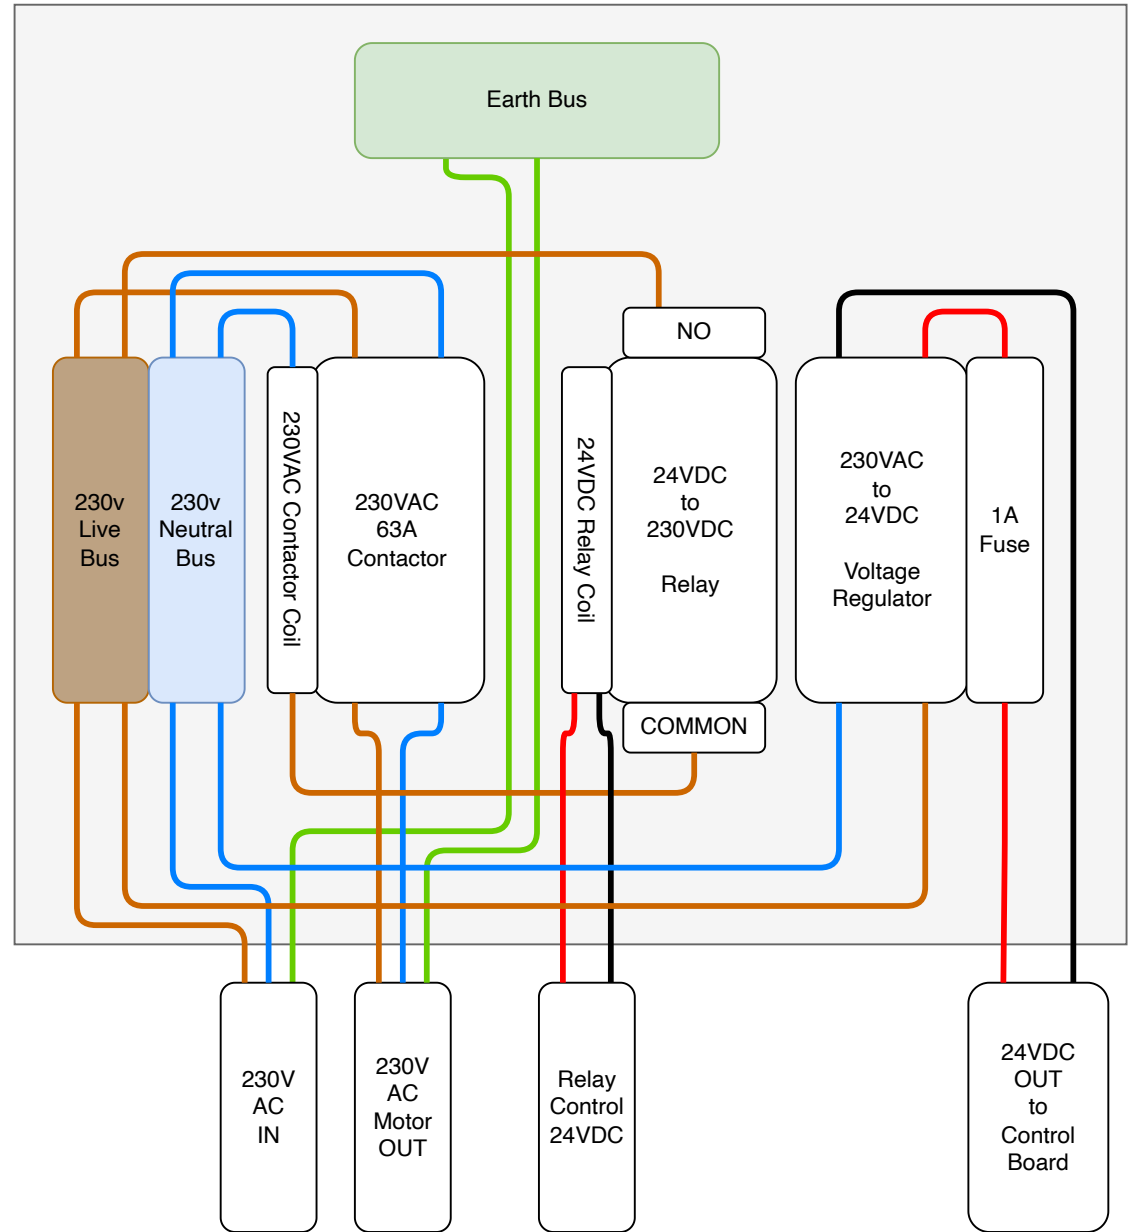 Earth Bus
NO
230v
Live
Bus
230v
Neutral
Bus
230VAC Contactor Coil
230VAC
63A
Contactor
24VDC Relay Coil
24VDC
to
230VDC
Relay
230VAC
to
24VDC
Voltage
Regulator
1A
Fuse
COMMON
230V
AC
IN
230V
AC
Motor
OUT
Relay
Control
24VDC
24VDC
OUT
to
Control
Board